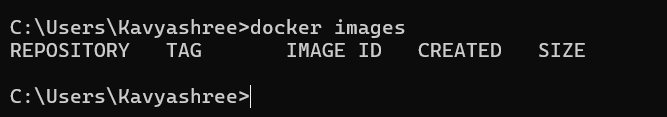 C:\Users\Kavyashree>docker images
REPOSITORY   TAG       IMAGE ID   CREATED   SIZE
C:\Users\Kavyashree>